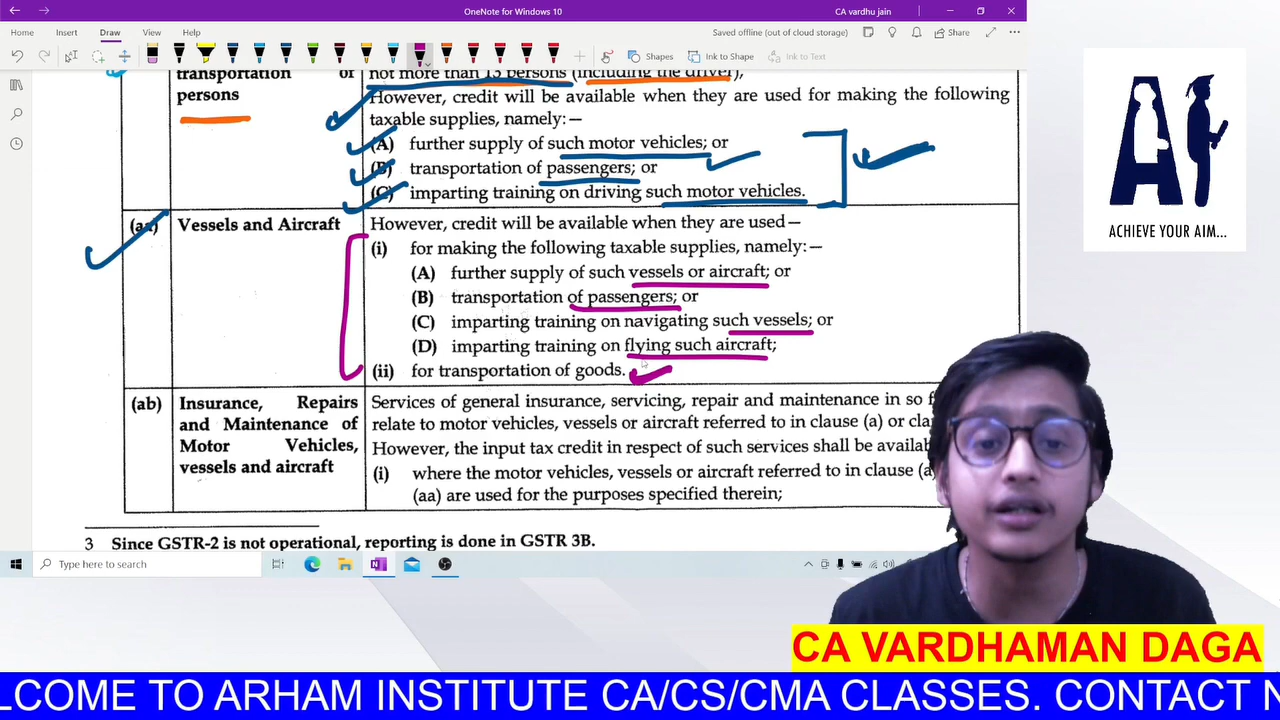 OneNote for Windows 10
CA vardhu jain
Home Insert Draw View Help
Saved offline (out of cloud storage)
Share
Shapes
Ink to Shape
Ink to Text
transportation or
persons
not more than 13 persons (including the driver),
However, credit will be available when they are used for making the following
taxable supplies, namely:—
(A) further supply of such motor vehicles; or
(B) transportation of passengers; or
(C) imparting training on driving such motor vehicles.
(aa) Vessels and Aircraft
However, credit will be available when they are used—
(i) for making the following taxable supplies, namely:—
(A) further supply of such vessels or aircraft; or
(B) transportation of passengers; or
(C) imparting training on navigating such vessels; or
(D) imparting training on flying such aircraft;
(ii) for transportation of goods.
(ab) Insurance, Repairs
and Maintenance of
Motor Vehicles,
vessels and aircraft
Services of general insurance, servicing, repair and maintenance in so
relate to motor vehicles, vessels or aircraft referred to in clause (a) or
However, the input tax credit in respect of such services shall be
(i) where the motor vehicles, vessels or aircraft referred to in clause
(aa) are used for the purposes specified therein;
3 Since GSTR-2 is not operational, reporting is done in GSTR 3B.
Type here to search
ACHIEVE YOUR AIM...
CA VARDHAMAN DAGA
LCOME TO ARHAM INSTITUTE CA/CS/CMA CLASSES. CONTACT N